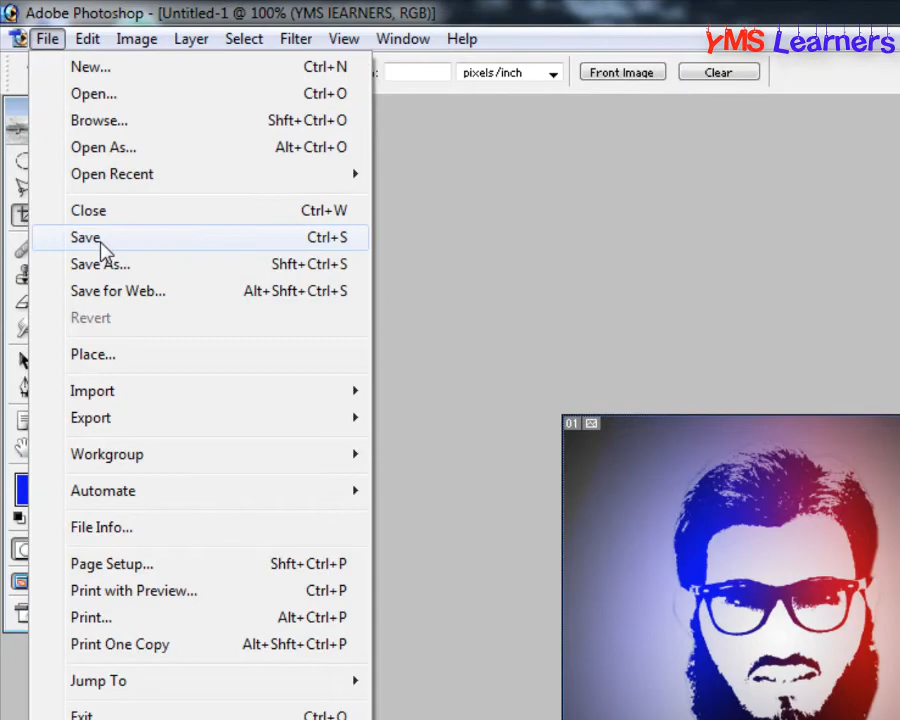 Adobe Photoshop - [Untitled-1 @ 100% (YMS lEARNERS, RGB)]
File Edit Image Layer Select Filter View Window Help
YMS Learners
pixels/inch Front Image Clear
New... Ctrl+N
Open... Ctrl+O
Browse... Shft+Ctrl+O
Open As... Alt+Ctrl+O
Open Recent
Close Ctrl+W
Save Ctrl+S
Save As... Shft+Ctrl+S
Save for Web... Alt+Shft+Ctrl+S
Revert
Place...
Import
Export
01
Workgroup
Automate
File Info...
Page Setup... Shft+Ctrl+P
Print with Preview... Ctrl+P
Print... Alt+Ctrl+P
Print One Copy Alt+Shft+Ctrl+P
Jump To
Exit Ctrl+Q